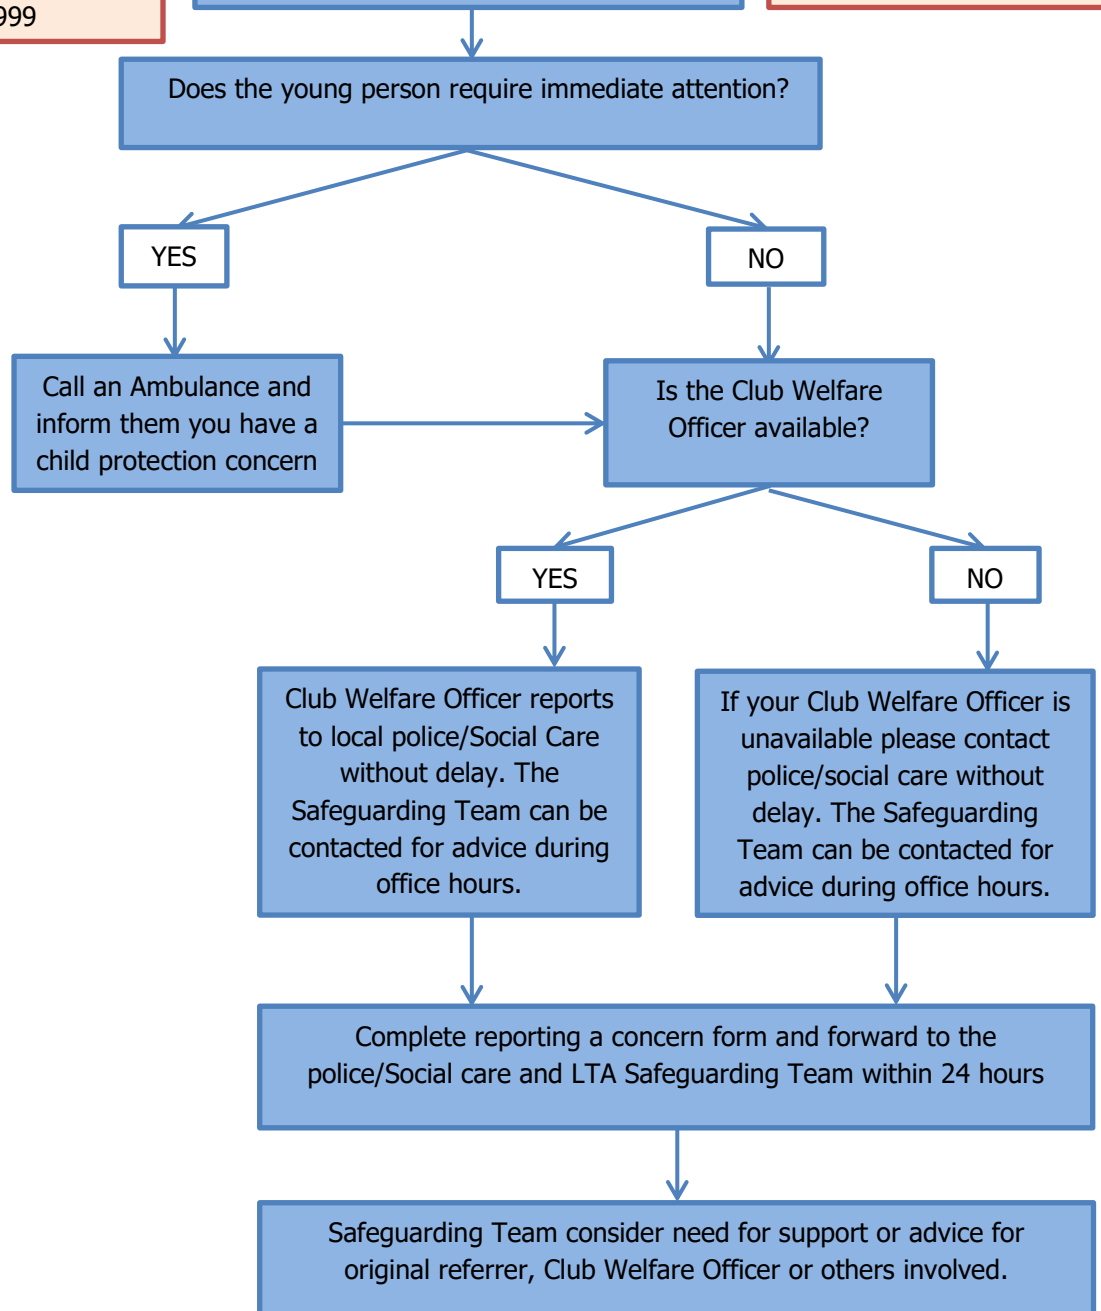 999
Does the young person require immediate attention?
YES
NO
Call an Ambulance and
inform them you have a
child protection concern
Is the Club Welfare
Officer available?
YES
NO
Club Welfare Officer reports
to local police/Social Care
without delay. The
Safeguarding Team can be
contacted for advice during
office hours.
If your Club Welfare Officer is
unavailable please contact
police/social care without
delay. The Safeguarding
Team can be contacted for
advice during office hours.
Complete reporting a concern form and forward to the
police/Social care and LTA Safeguarding Team within 24 hours
Safeguarding Team consider need for support or advice for
original referrer, Club Welfare Officer or others involved.